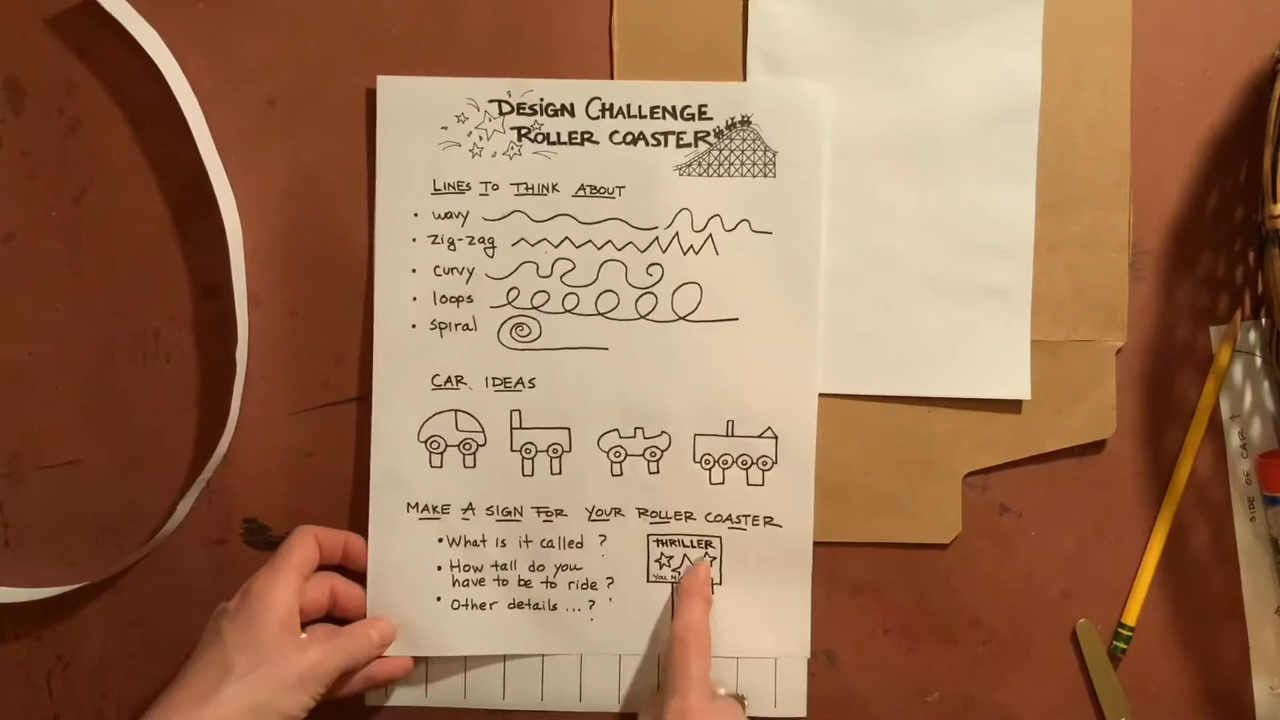 DESIGN CHALLENGE
ROLLER COASTER
LINES TO THINK ABOUT
• wavy
• zig-zag
• curvy
• loops
• spiral
CAR IDEAS
MAKE A SIGN FOR YOUR ROLLER COASTER
• What is it called ?
• How tall do you
have to be to ride ?
• Other details ... ?
THRILLER
YOU
SIDE OF CAR